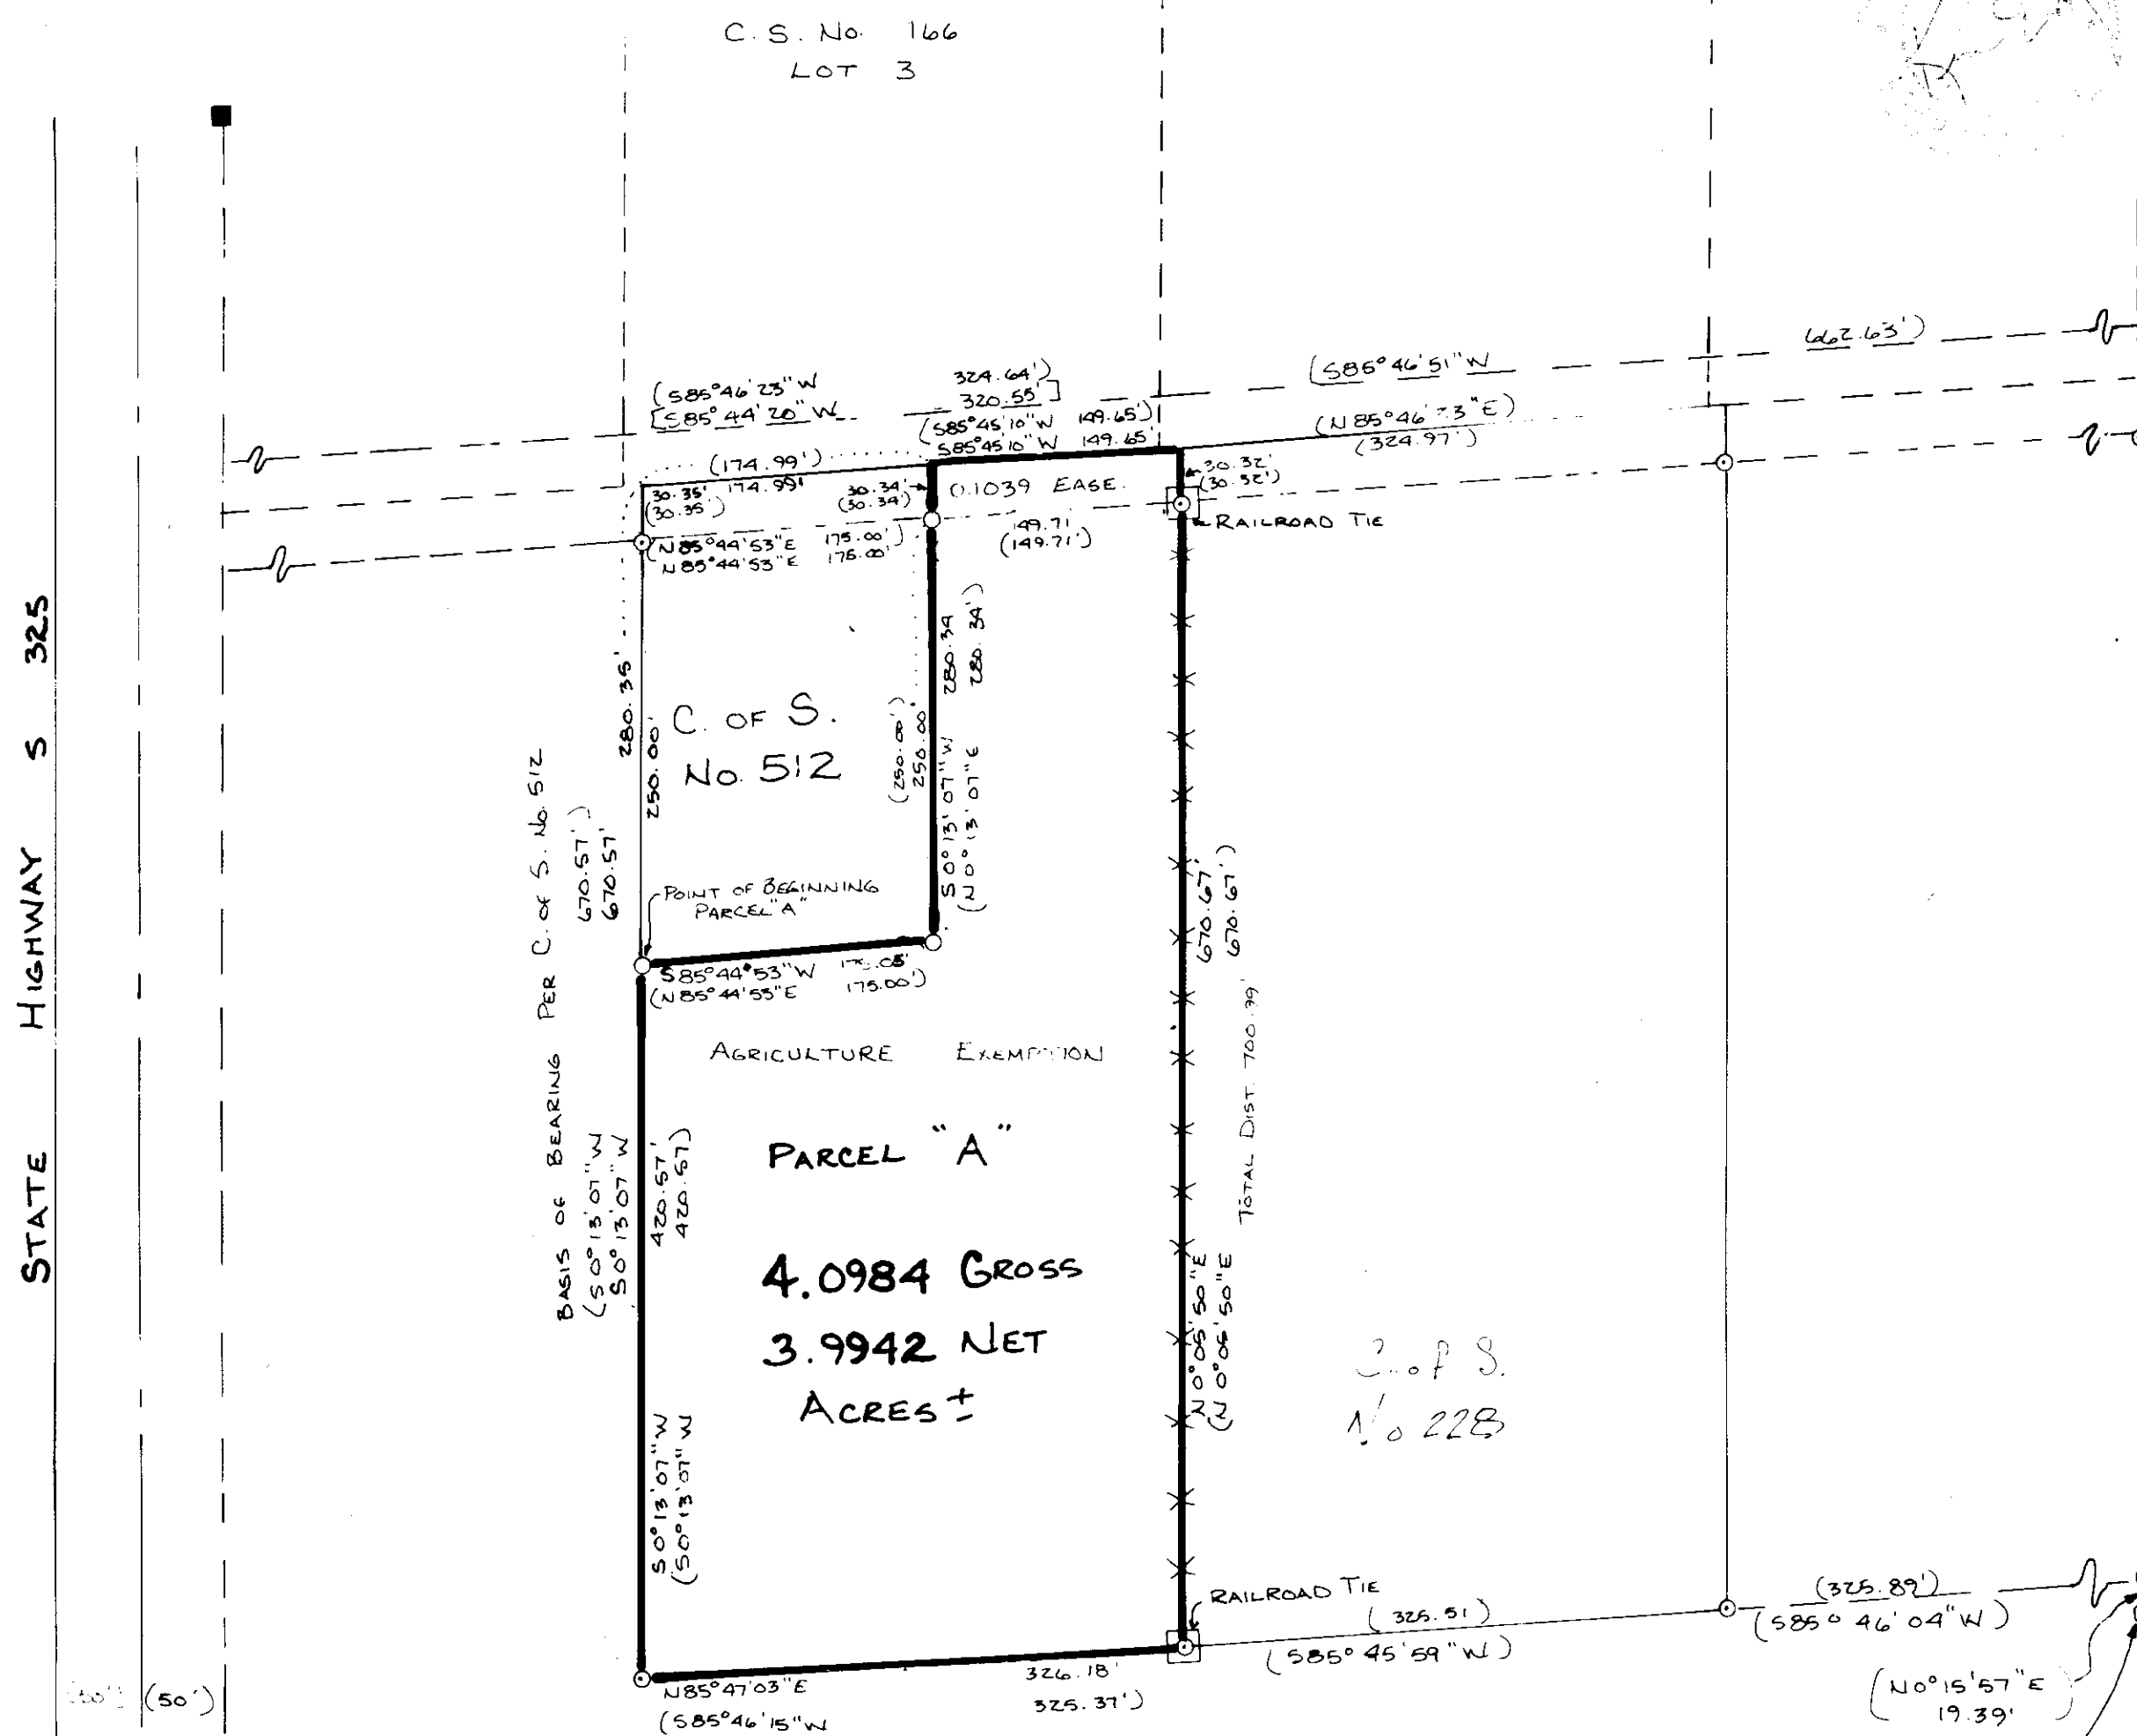 C. S. No. 166
LOT 3
(S85°46'23"W 324.64')
[S85°44'20"W 320.55']
(S85°45'10"W 149.65')
S85°45'10"W 149.65'
(S85°46'51"W 662.63')
(324.97')
(174.99')
174.99'
30.35'
(30.35')
30.34'
(30.34')
0.1039 EASE.
30.32'
(30.32')
RAILROAD TIE
(N85°44'53"E 175.00')
N85°44'53"E 175.00'
149.71
(149.71')
STATE HIGHWAY S 325
BASIS OF BEARING PER C. OF S. No. 512
(S0°13'07"W 670.57')
S0°13'07"W 670.57'
280.35'
250.00'
C. OF S.
No. 512
(250.00')
250.00'
S0°13'07"W 280.34
(N0°13'07"E 280.34')
POINT OF BEGINNING
PARCEL "A"
S85°44'53"W
(N85°44'53"E 175.00')
AGRICULTURE EXEMPTION
PARCEL "A"
4.0984 GROSS
3.9942 NET
ACRES ±
S0°13'07"W 420.57'
(S0°13'07"W 420.57)
N0°05'50"E 670.67'
(N0°05'50"E 670.67')
TOTAL DIST. 700.99'
C. of S.
No 228
RAILROAD TIE
N85°47'03"E 326.18'
(S85°46'15"W 325.37')
(325.51)
(S85°45'59"W)
(325.89')
(S85°46'04"W)
(N0°15'57"E
19.39'
(50')